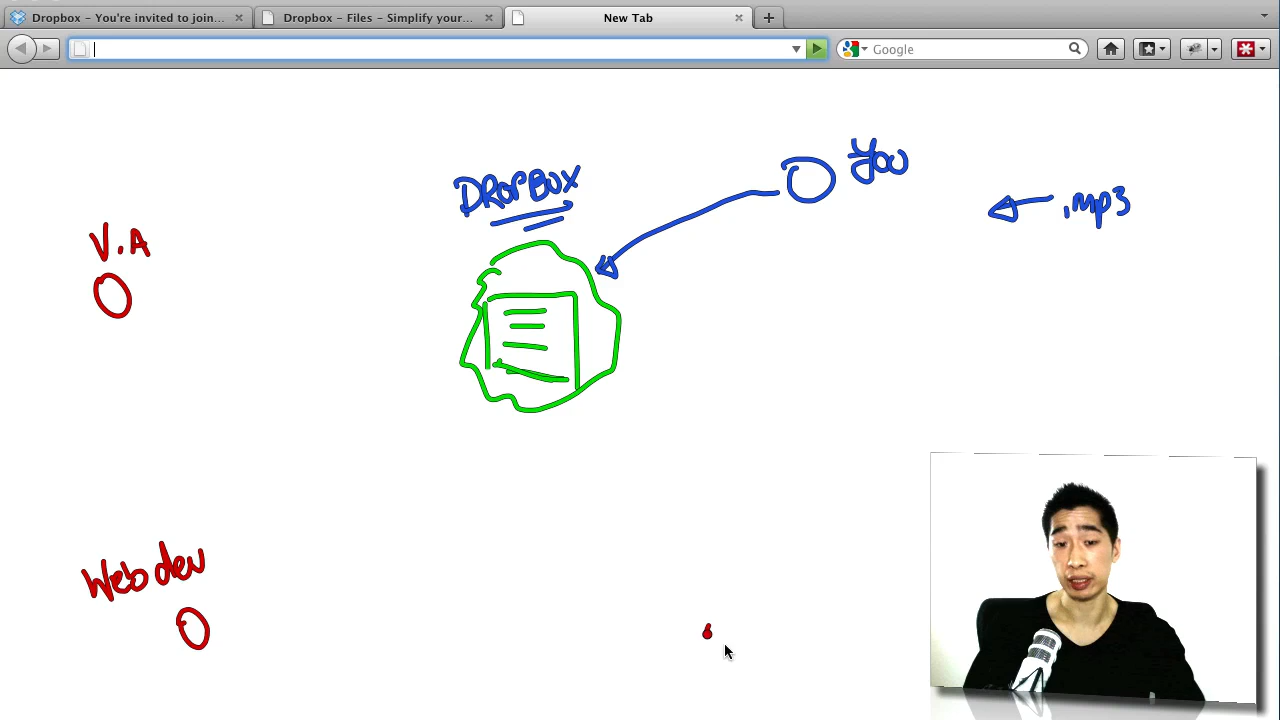 Dropbox – You're invited to join...
Dropbox – Files – Simplify your...
New Tab
Google
You
DROPBOX
.mp3
V.A
Web dev